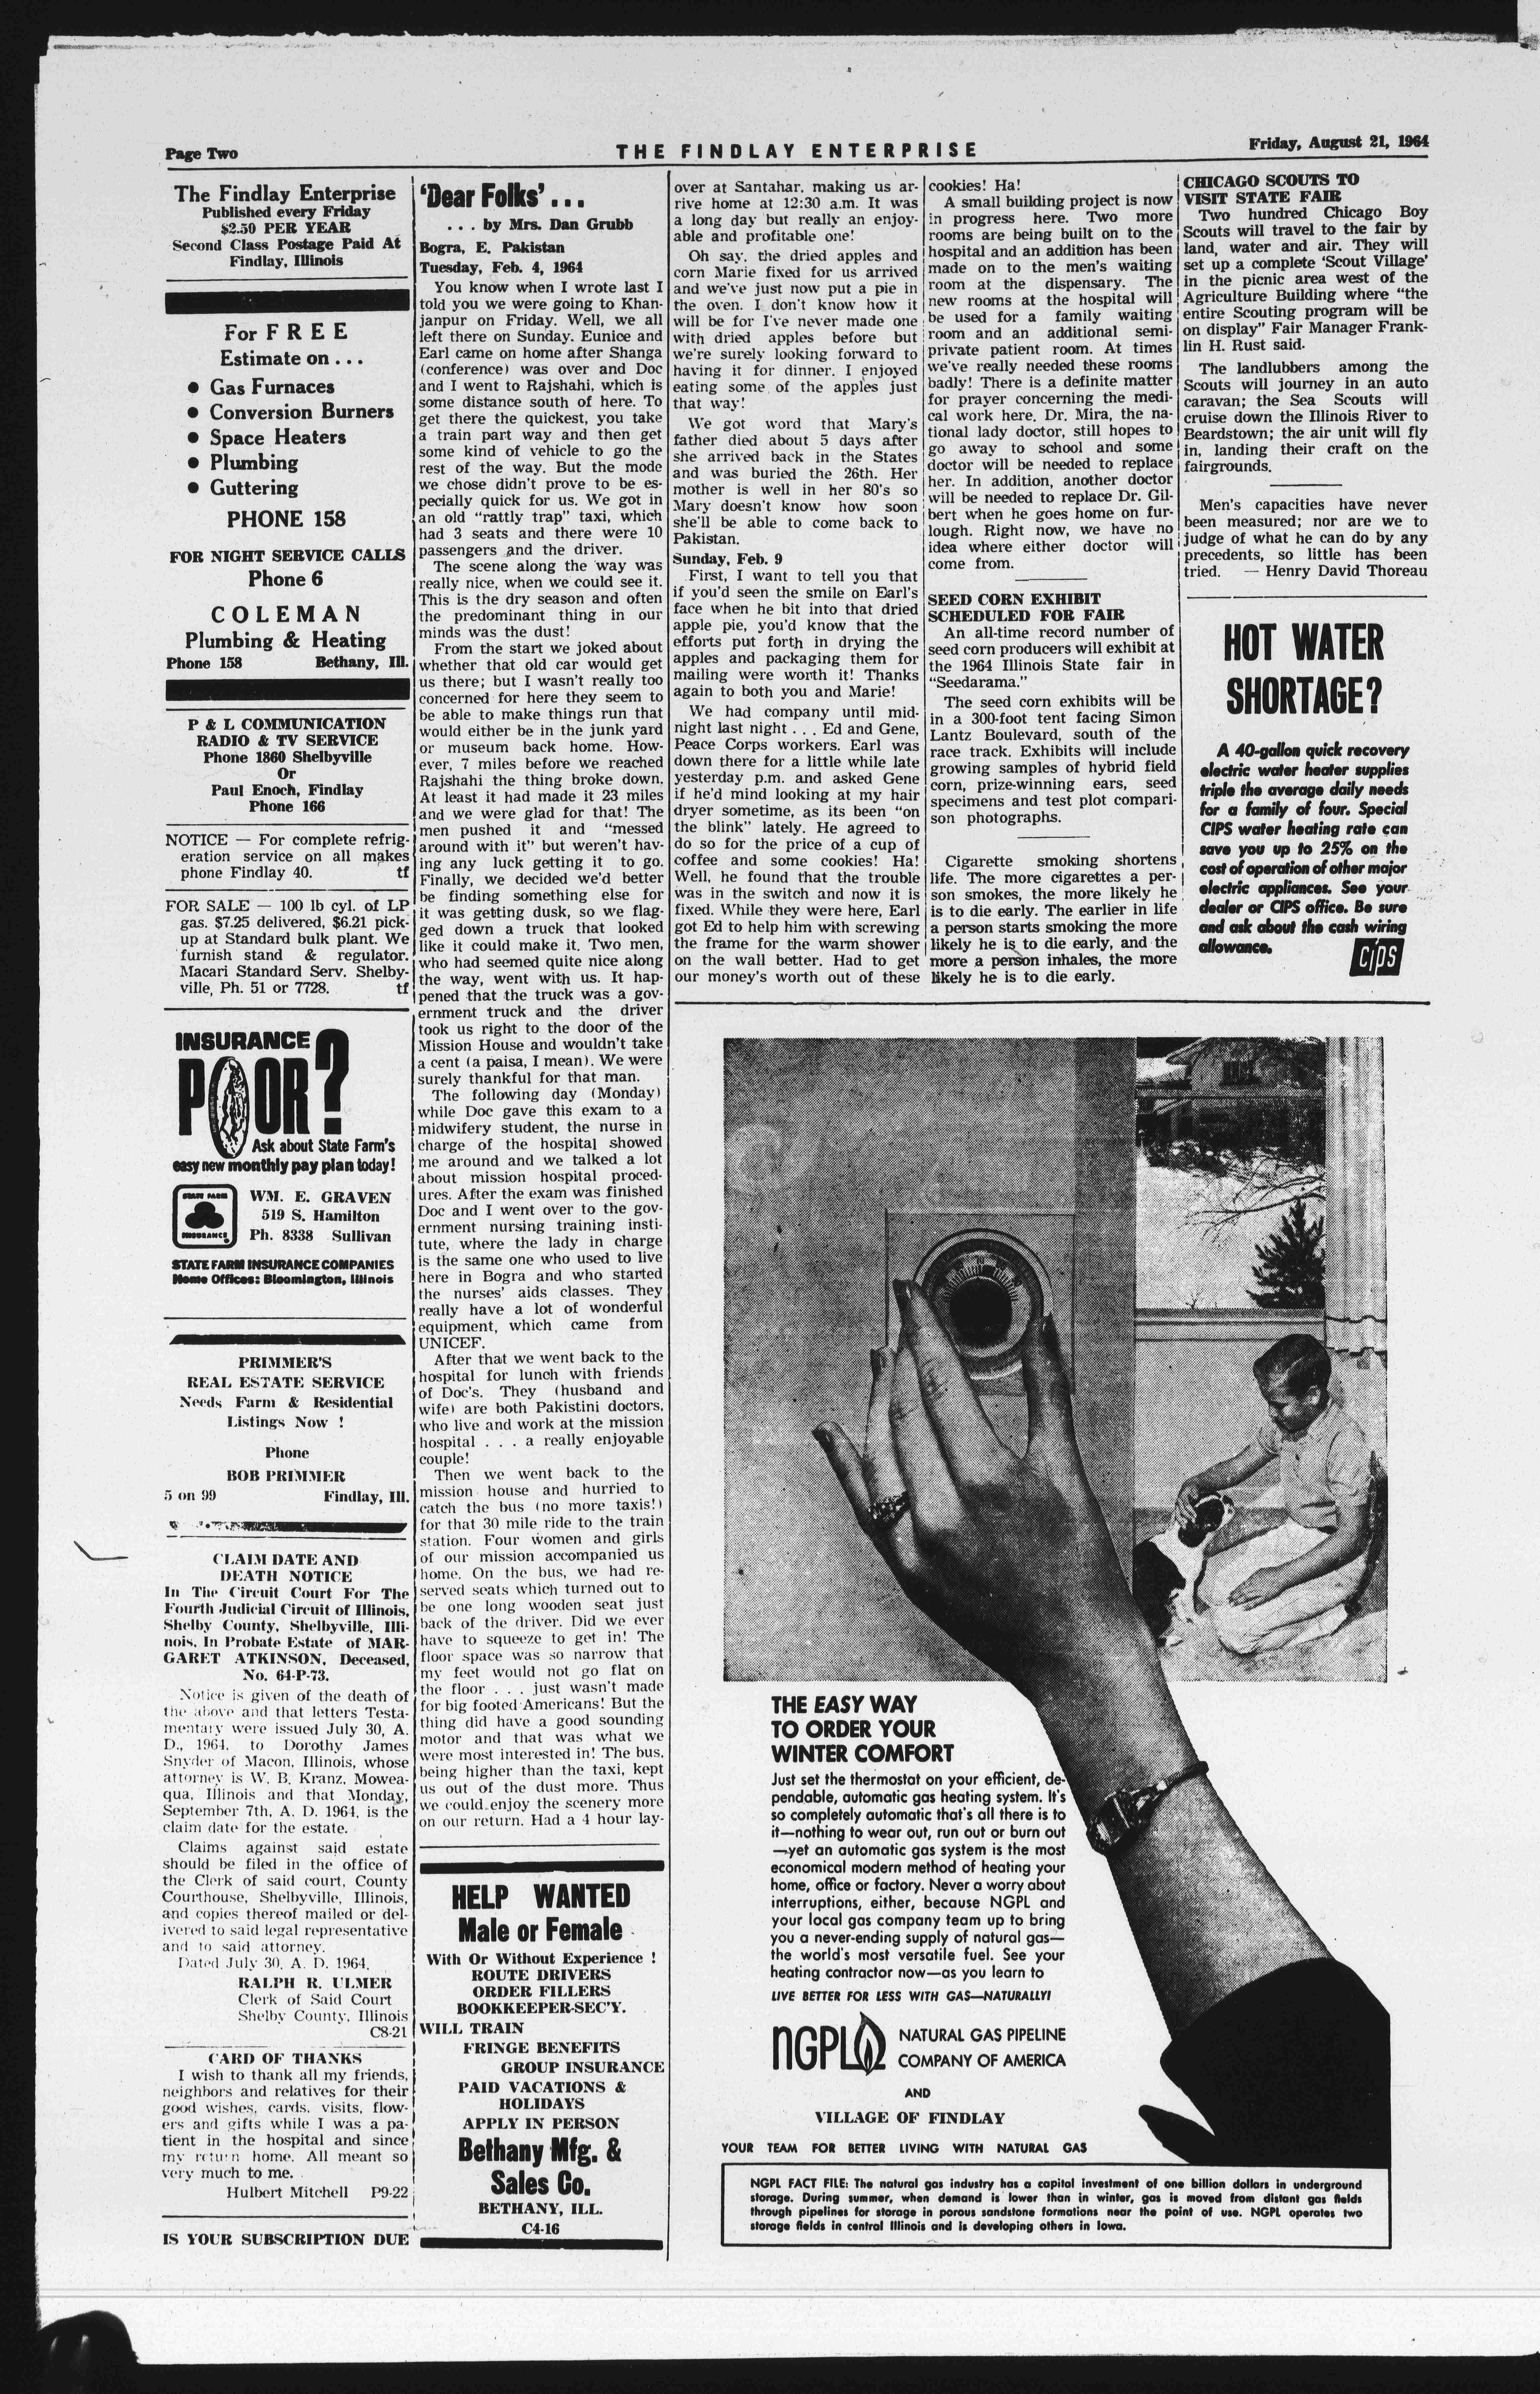 Page Two
THE FINDLAY ENTERPRISE
Friday, August 21, 1964
The Findlay Enterprise
Published every Friday
$2.50 PER YEAR
Second Class Postage Paid At
Findlay, Illinois
For FREE
Estimate on . . .
● Gas Furnaces
● Conversion Burners
● Space Heaters
● Plumbing
● Guttering
PHONE 158
FOR NIGHT SERVICE CALLS
Phone 6
COLEMAN
Plumbing & Heating
Phone 158 Bethany, Ill.
P & L COMMUNICATION
RADIO & TV SERVICE
Phone 1860 Shelbyville
Or
Paul Enoch, Findlay
Phone 166
NOTICE — For complete refrig-
eration service on all makes
phone Findlay 40. tf
FOR SALE — 100 lb cyl. of LP
gas. $7.25 delivered, $6.21 pick-
up at Standard bulk plant. We
furnish stand & regulator.
Macari Standard Serv. Shelby-
ville, Ph. 51 or 7728. tf
INSURANCE
POOR?
Ask about State Farm's
easy new monthly pay plan today!
STATE FARM
INSURANCE
WM. E. GRAVEN
519 S. Hamilton
Ph. 8338 Sullivan
STATE FARM INSURANCE COMPANIES
Home Offices: Bloomington, Illinois
PRIMMER'S
REAL ESTATE SERVICE
Needs Farm & Residential
Listings Now !
Phone
BOB PRIMMER
5 on 99 Findlay, Ill.
CLAIM DATE AND
DEATH NOTICE
In The Circuit Court For The
Fourth Judicial Circuit of Illinois,
Shelby County, Shelbyville, Illi-
nois. In Probate Estate of MAR-
GARET ATKINSON, Deceased,
No. 64-P-73.
Notice is given of the death of
the above and that letters Testa-
mentary were issued July 30, A.
D., 1964, to Dorothy James
Snyder of Macon, Illinois, whose
attorney is W. B. Kranz, Mowea-
qua, Illinois and that Monday,
September 7th, A. D. 1964, is the
claim date for the estate.
Claims against said estate
should be filed in the office of
the Clerk of said court, County
Courthouse, Shelbyville, Illinois,
and copies thereof mailed or del-
ivered to said legal representative
and to said attorney.
Dated July 30, A. D. 1964.
RALPH R. ULMER
Clerk of Said Court
Shelby County, Illinois
C8-21
CARD OF THANKS
I wish to thank all my friends,
neighbors and relatives for their
good wishes, cards, visits, flow-
ers and gifts while I was a pa-
tient in the hospital and since
my return home. All meant so
very much to me.
Hulbert Mitchell P9-22
IS YOUR SUBSCRIPTION DUE
'Dear Folks' . . .
. . . by Mrs. Dan Grubb
Bogra, E. Pakistan
Tuesday, Feb. 4, 1964
You know when I wrote last I
told you we were going to Khan-
janpur on Friday. Well, we all
left there on Sunday. Eunice and
Earl came on home after Shanga
(conference) was over and Doc
and I went to Rajshahi, which is
some distance south of here. To
get there the quickest, you take
a train part way and then get
some kind of vehicle to go the
rest of the way. But the mode
we chose didn't prove to be es-
pecially quick for us. We got in
an old "rattly trap" taxi, which
had 3 seats and there were 10
passengers and the driver.
The scene along the way was
really nice, when we could see it.
This is the dry season and often
the predominant thing in our
minds was the dust!
From the start we joked about
whether that old car would get
us there; but I wasn't really too
concerned for here they seem to
be able to make things run that
would either be in the junk yard
or museum back home. How-
ever, 7 miles before we reached
Rajshahi the thing broke down.
At least it had made it 23 miles
and we were glad for that! The
men pushed it and "messed
around with it" but weren't hav-
ing any luck getting it to go.
Finally, we decided we'd better
be finding something else for
it was getting dusk, so we flag-
ged down a truck that looked
like it could make it. Two men,
who had seemed quite nice along
the way, went with us. It hap-
pened that the truck was a gov-
ernment truck and the driver
took us right to the door of the
Mission House and wouldn't take
a cent (a paisa, I mean). We were
surely thankful for that man.
The following day (Monday)
while Doc gave this exam to a
midwifery student, the nurse in
charge of the hospital showed
me around and we talked a lot
about mission hospital proced-
ures. After the exam was finished
Doc and I went over to the gov-
ernment nursing training insti-
tute, where the lady in charge
is the same one who used to live
here in Bogra and who started
the nurses' aids classes. They
really have a lot of wonderful
equipment, which came from
UNICEF.
After that we went back to the
hospital for lunch with friends
of Doc's. They (husband and
wife) are both Pakistini doctors,
who live and work at the mission
hospital . . . a really enjoyable
couple!
Then we went back to the
mission house and hurried to
catch the bus (no more taxis!)
for that 30 mile ride to the train
station. Four women and girls
of our mission accompanied us
home. On the bus, we had re-
served seats which turned out to
be one long wooden seat just
back of the driver. Did we ever
have to squeeze to get in! The
floor space was so narrow that
my feet would not go flat on
the floor . . . just wasn't made
for big footed Americans! But the
thing did have a good sounding
motor and that was what we
were most interested in! The bus,
being higher than the taxi, kept
us out of the dust more. Thus
we could enjoy the scenery more
on our return. Had a 4 hour lay-
HELP WANTED
Male or Female
With Or Without Experience !
ROUTE DRIVERS
ORDER FILLERS
BOOKKEEPER-SEC'Y.
WILL TRAIN
FRINGE BENEFITS
GROUP INSURANCE
PAID VACATIONS &
HOLIDAYS
APPLY IN PERSON
Bethany Mfg. &
Sales Co.
BETHANY, ILL.
C4-16
over at Santahar, making us ar-
rive home at 12:30 a.m. It was
a long day but really an enjoy-
able and profitable one!
Oh say, the dried apples and
corn Marie fixed for us arrived
and we've just now put a pie in
the oven. I don't know how it
will be for I've never made one
with dried apples before but
we're surely looking forward to
having it for dinner. I enjoyed
eating some of the apples just
that way!
We got word that Mary's
father died about 5 days after
she arrived back in the States
and was buried the 26th. Her
mother is well in her 80's so
Mary doesn't know how soon
she'll be able to come back to
Pakistan.
Sunday, Feb. 9
First, I want to tell you that
if you'd seen the smile on Earl's
face when he bit into that dried
apple pie, you'd know that the
efforts put forth in drying the
apples and packaging them for
mailing were worth it! Thanks
again to both you and Marie!
We had company until mid-
night last night . . . Ed and Gene,
Peace Corps workers. Earl was
down there for a little while late
yesterday p.m. and asked Gene
if he'd mind looking at my hair
dryer sometime, as its been "on
the blink" lately. He agreed to
do so for the price of a cup of
coffee and some cookies! Ha!
Well, he found that the trouble
was in the switch and now it is
fixed. While they were here, Earl
got Ed to help him with screwing
the frame for the warm shower
on the wall better. Had to get
our money's worth out of these
cookies! Ha!
A small building project is now
in progress here. Two more
rooms are being built on to the
hospital and an addition has been
made on to the men's waiting
room at the dispensary. The
new rooms at the hospital will
be used for a family waiting
room and an additional semi-
private patient room. At times
we've really needed these rooms
badly! There is a definite matter
for prayer concerning the medi-
cal work here. Dr. Mira, the na-
tional lady doctor, still hopes to
go away to school and some
doctor will be needed to replace
her. In addition, another doctor
will be needed to replace Dr. Gil-
bert when he goes home on fur-
lough. Right now, we have no
idea where either doctor will
come from.
SEED CORN EXHIBIT
SCHEDULED FOR FAIR
An all-time record number of
seed corn producers will exhibit at
the 1964 Illinois State fair in
"Seedarama."
The seed corn exhibits will be
in a 300-foot tent facing Simon
Lantz Boulevard, south of the
race track. Exhibits will include
growing samples of hybrid field
corn, prize-winning ears, seed
specimens and test plot compari-
son photographs.
Cigarette smoking shortens
life. The more cigarettes a per-
son smokes, the more likely he
is to die early. The earlier in life
a person starts smoking the more
likely he is to die early, and the
more a person inhales, the more
likely he is to die early.
CHICAGO SCOUTS TO
VISIT STATE FAIR
Two hundred Chicago Boy
Scouts will travel to the fair by
land, water and air. They will
set up a complete 'Scout Village'
in the picnic area west of the
Agriculture Building where "the
entire Scouting program will be
on display" Fair Manager Frank-
lin H. Rust said.
The landlubbers among the
Scouts will journey in an auto
caravan; the Sea Scouts will
cruise down the Illinois River to
Beardstown; the air unit will fly
in, landing their craft on the
fairgrounds.
Men's capacities have never
been measured; nor are we to
judge of what he can do by any
precedents, so little has been
tried. — Henry David Thoreau
HOT WATER
SHORTAGE?
A 40-gallon quick recovery
electric water heater supplies
triple the average daily needs
for a family of four. Special
CIPS water heating rate can
save you up to 25% on the
cost of operation of other major
electric appliances. See your
dealer or CIPS office. Be sure
and ask about the cash wiring
allowance.
CIPS
THE EASY WAY
TO ORDER YOUR
WINTER COMFORT
Just set the thermostat on your efficient, de-
pendable, automatic gas heating system. It's
so completely automatic that's all there is to
it—nothing to wear out, run out or burn out
—yet an automatic gas system is the most
economical modern method of heating your
home, office or factory. Never a worry about
interruptions, either, because NGPL and
your local gas company team up to bring
you a never-ending supply of natural gas—
the world's most versatile fuel. See your
heating contractor now—as you learn to
LIVE BETTER FOR LESS WITH GAS—NATURALLY!
NGPL
NATURAL GAS PIPELINE
COMPANY OF AMERICA
AND
VILLAGE OF FINDLAY
YOUR TEAM FOR BETTER LIVING WITH NATURAL GAS
NGPL FACT FILE: The natural gas industry has a capital investment of one billion dollars in underground
storage. During summer, when demand is lower than in winter, gas is moved from distant gas fields
through pipelines for storage in porous sandstone formations near the point of use. NGPL operates two
storage fields in central Illinois and is developing others in Iowa.